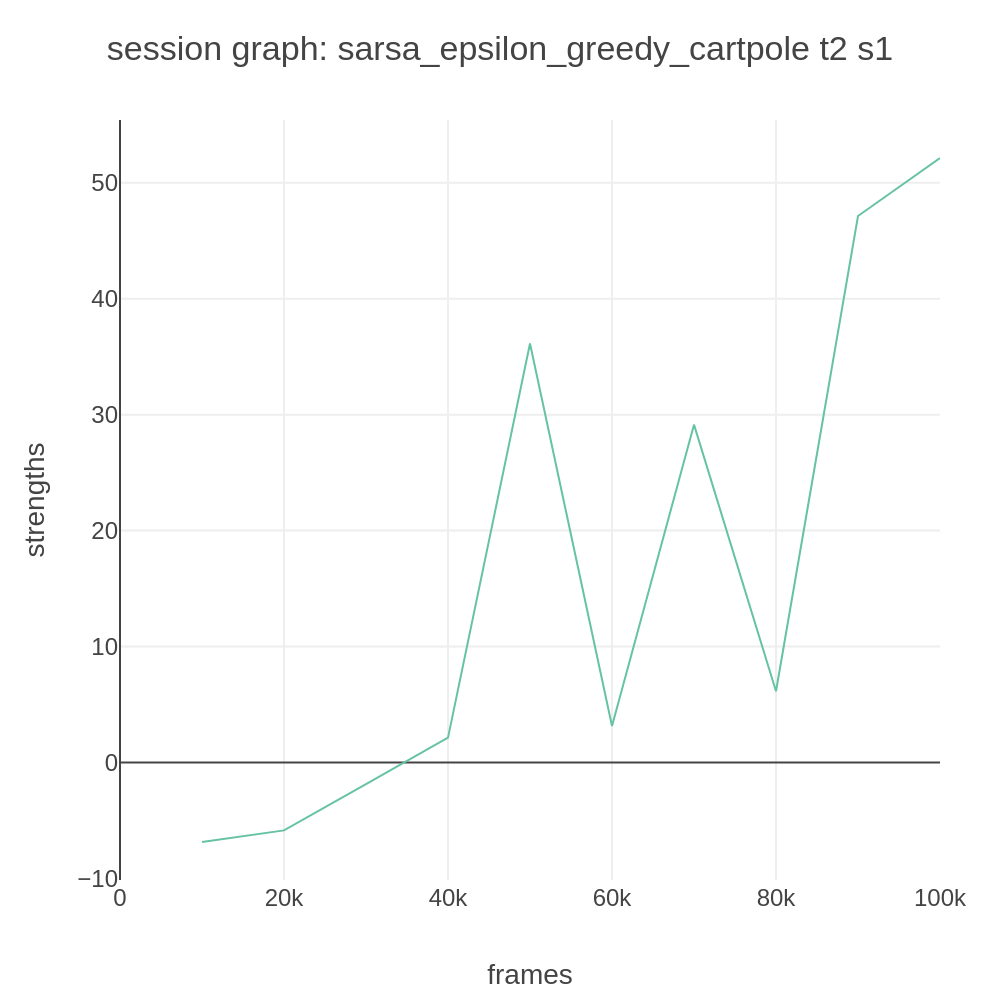 session graph: sarsa_epsilon_greedy_cartpole t2 s1
50
40
30
20
10
0
−10
strengths
0
20k
40k
60k
80k
100k
frames